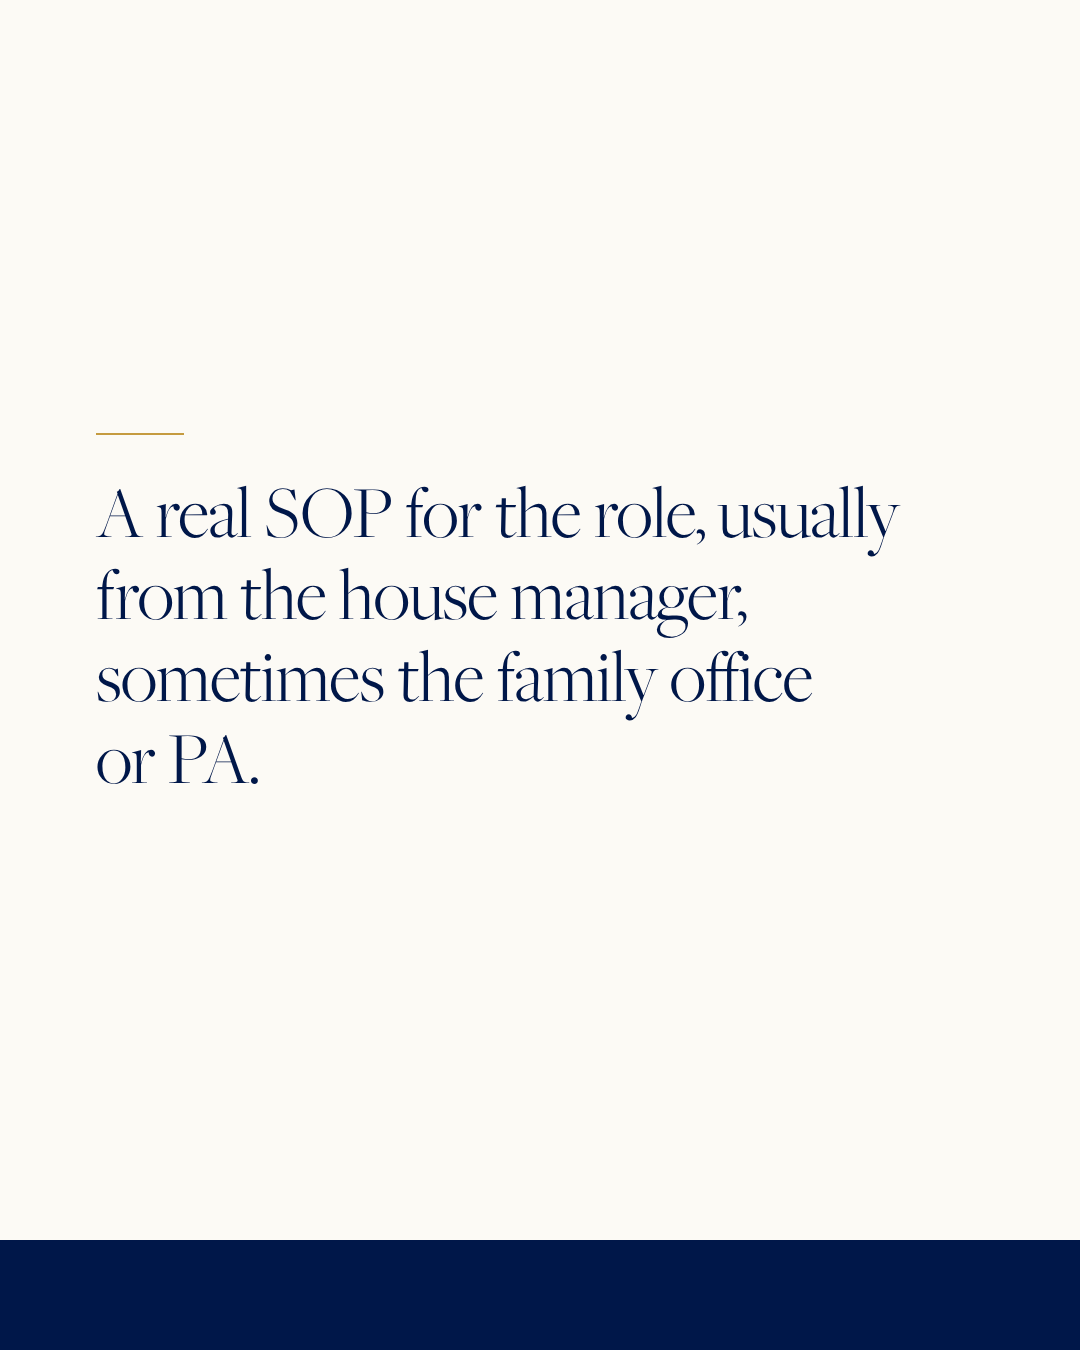 A real SOP for the role, usually
from the house manager,
sometimes the family office
or PA.